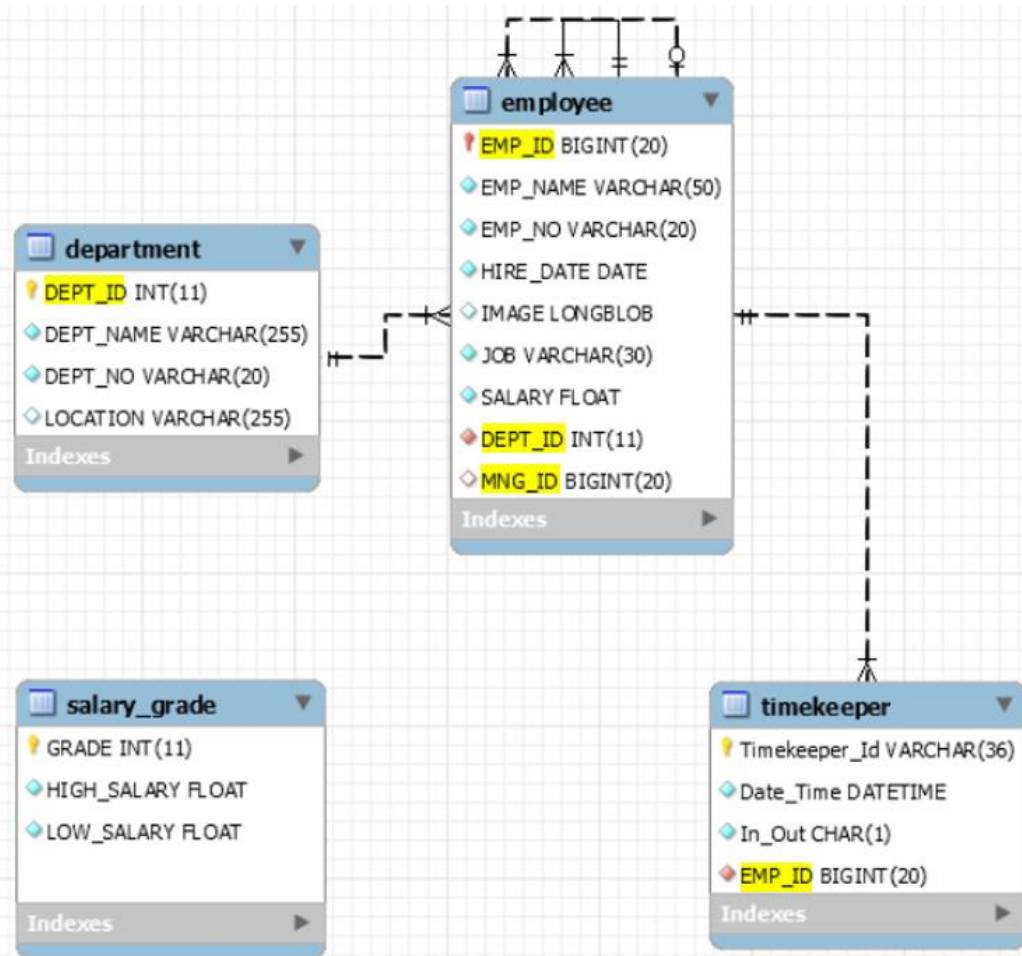 employee
EMP_ID BIGINT(20)
EMP_NAME VARCHAR(50)
EMP_NO VARCHAR(20)
HIRE_DATE DATE
IMAGE LONGBLOB
JOB VARCHAR(30)
SALARY FLOAT
DEPT_ID INT(11)
MNG_ID BIGINT(20)
Indexes
department
DEPT_ID INT(11)
DEPT_NAME VARCHAR(255)
DEPT_NO VARCHAR(20)
LOCATION VARCHAR(255)
Indexes
salary_grade
GRADE INT(11)
HIGH_SALARY FLOAT
LOW_SALARY FLOAT
Indexes
timekeeper
Timekeeper_Id VARCHAR(36)
Date_Time DATETIME
In_Out CHAR(1)
EMP_ID BIGINT(20)
Indexes